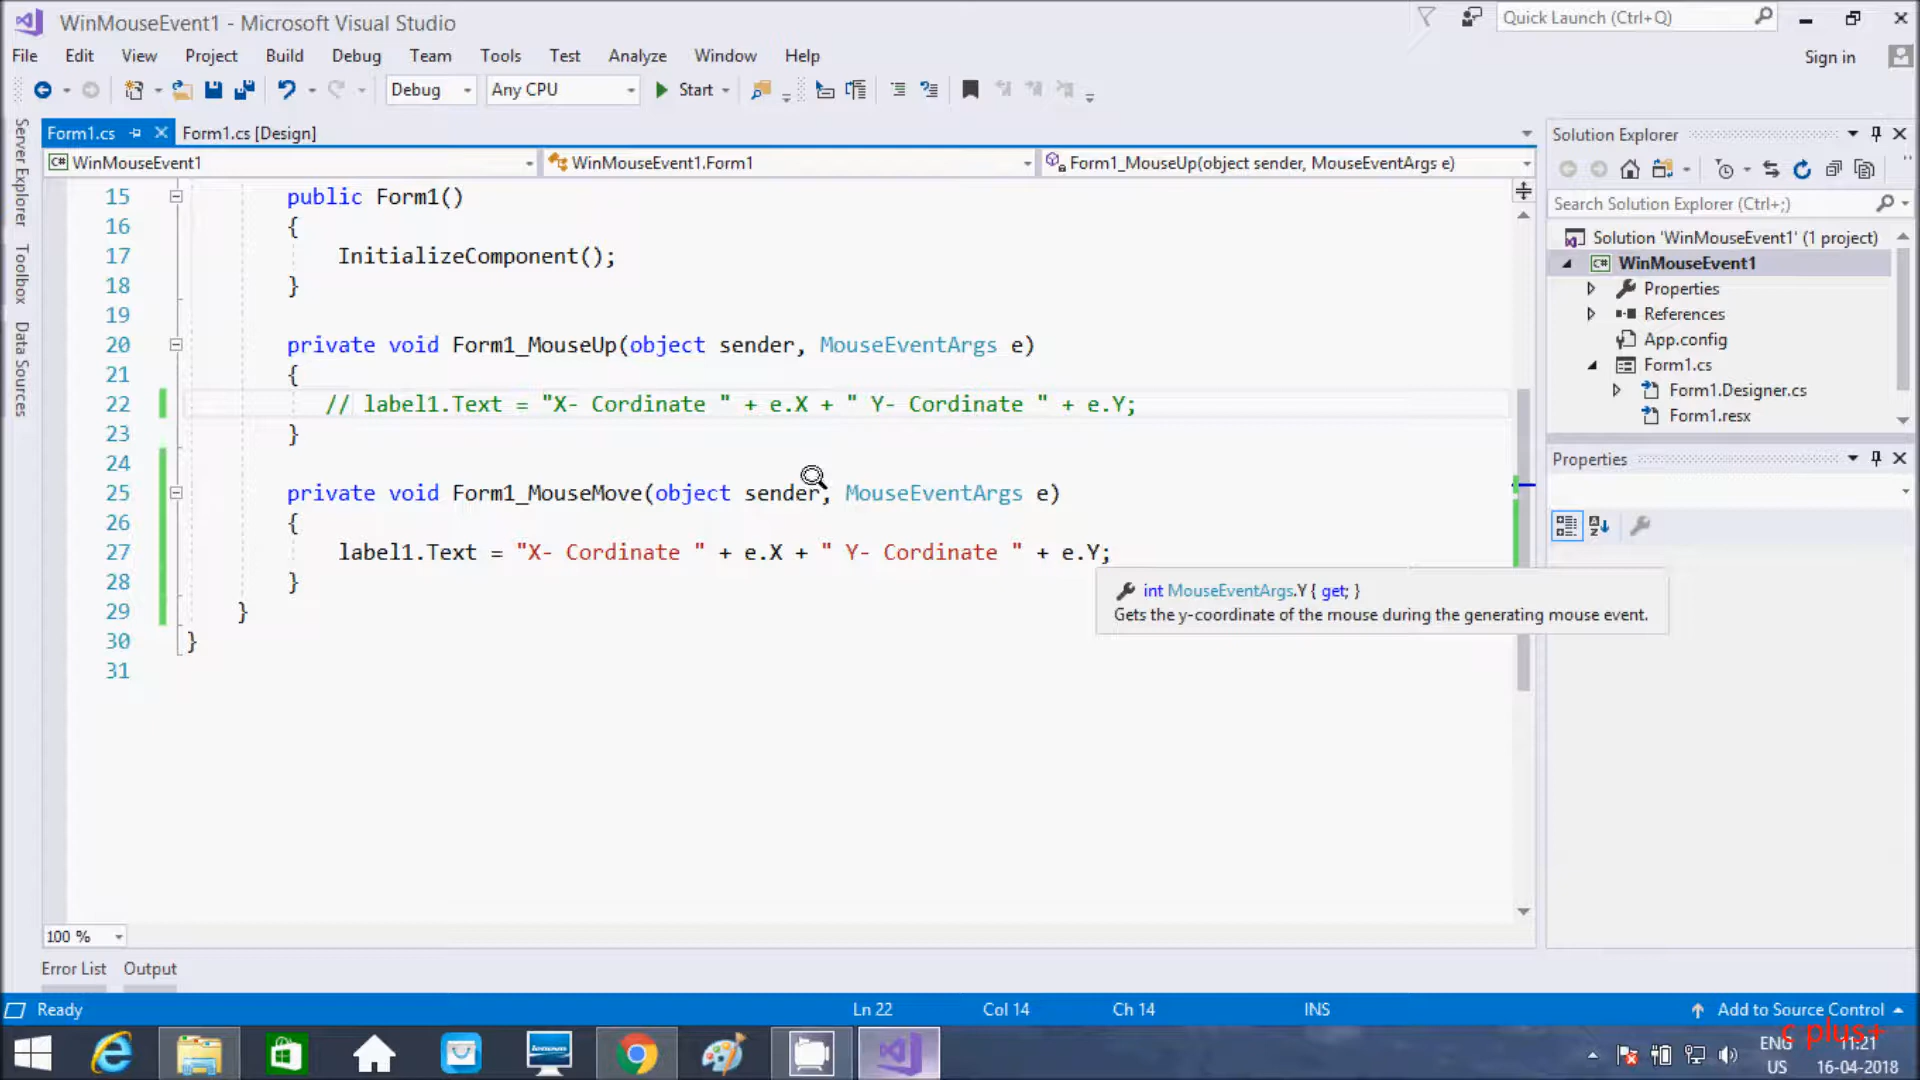 WinMouseEvent1 - Microsoft Visual Studio
Quick Launch (Ctrl+Q)
File Edit View Project Build Debug Team Tools Test Analyze Window Help
Sign in
Debug Any CPU Start
Server Explorer
Toolbox
Data Sources
Form1.cs Form1.cs [Design]
C# WinMouseEvent1 WinMouseEvent1.Form1 Form1_MouseUp(object sender, MouseEventArgs e)
15 public Form1()
16 {
17 InitializeComponent();
18 }
19
20 private void Form1_MouseUp(object sender, MouseEventArgs e)
21 {
22 // label1.Text = "X- Cordinate " + e.X + " Y- Cordinate " + e.Y;
23 }
24
25 private void Form1_MouseMove(object sender, MouseEventArgs e)
26 {
27 label1.Text = "X- Cordinate " + e.X + " Y- Cordinate " + e.Y;
28 }
29 }
30 }
31
int MouseEventArgs.Y { get; }
Gets the y-coordinate of the mouse during the generating mouse event.
Solution Explorer
Search Solution Explorer (Ctrl+;)
Solution 'WinMouseEvent1' (1 project)
C# WinMouseEvent1
Properties
References
App.config
Form1.cs
Form1.Designer.cs
Form1.resx
Properties
100 %
Error List Output
Ready Ln 22 Col 14 Ch 14 INS Add to Source Control
c plus+
ENG 11:21
US 16-04-2018